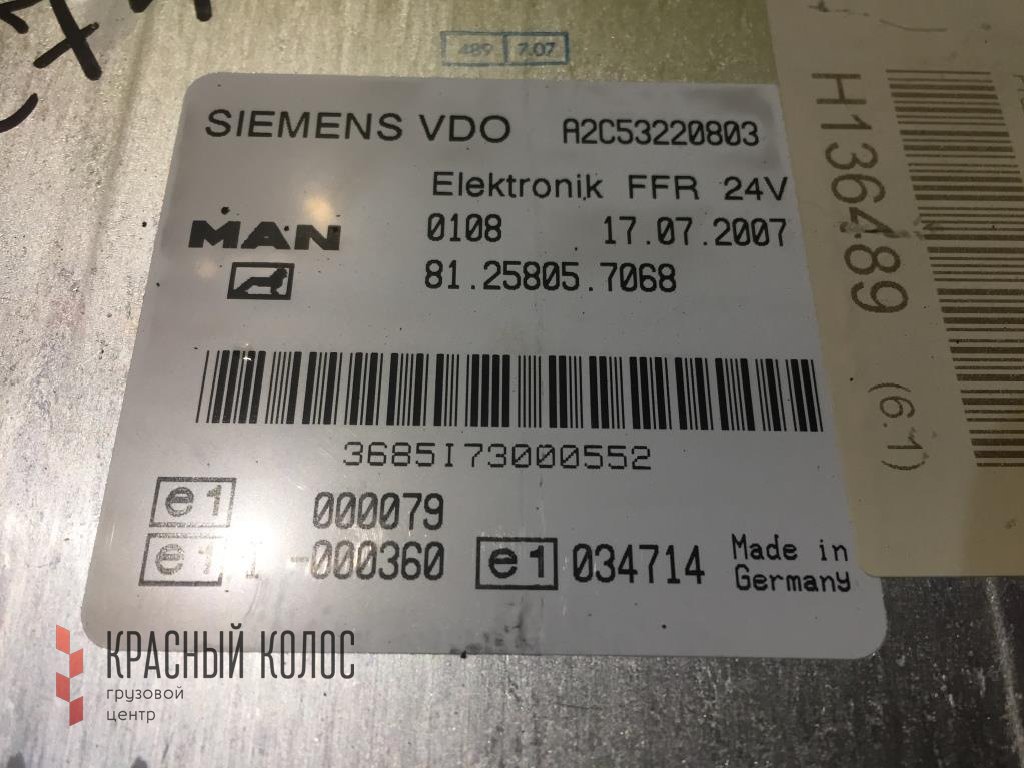 489 7.07
SIEMENS VDO A2C53220803
Elektronik FFR 24V
MAN 0108 17.07.2007
81.25805.7068
3685I73000552
e1 000079
e1 I -000360 e1 034714 Made in
Germany
H136489 (6.1)
КРАСНЫЙ КОЛОС
грузовой
центр